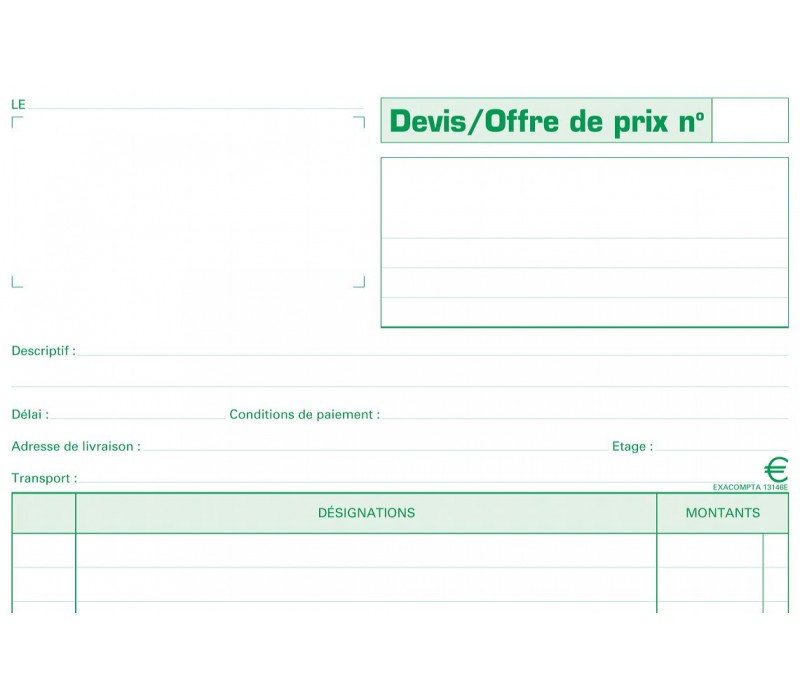 LE
Devis/Offre de prix nº
Descriptif :
Délai : Conditions de paiement :
Adresse de livraison : Etage :
Transport :
€
EXACOMPTA 13146E
DÉSIGNATIONS MONTANTS